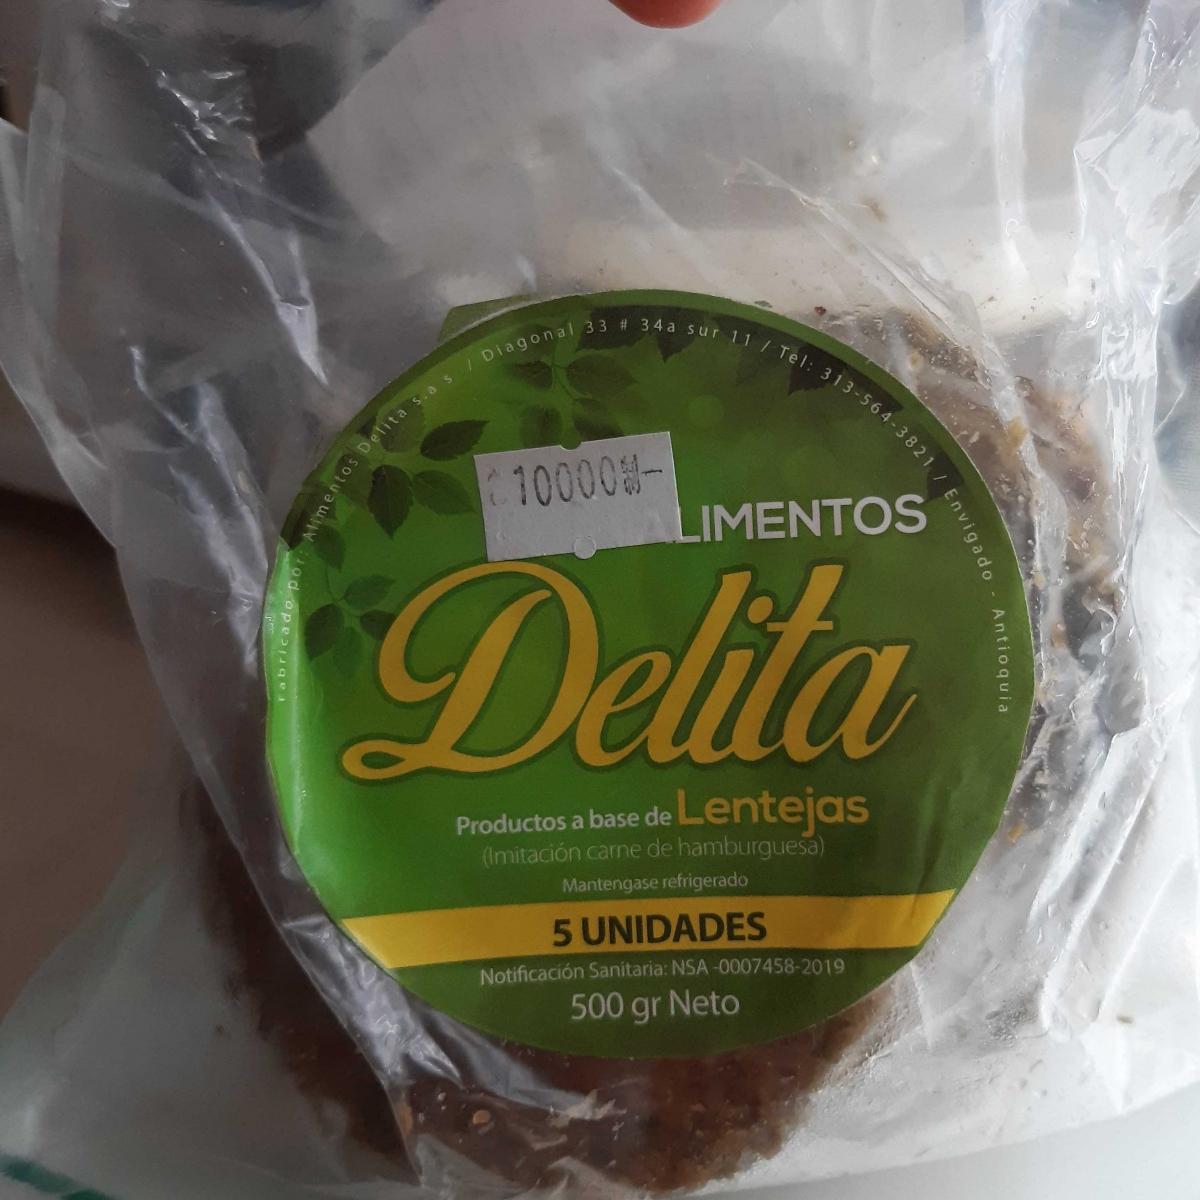 Fabricado por: Alimentos Delita s.a.s. / Diagonal 33 # 34a sur 11 / Tel: 313-564-3821 / Envigado - Antioquia
10000
LIMENTOS
Delita
Productos a base de Lentejas
(Imitación carne de hamburguesa)
Mantengase refrigerado
5 UNIDADES
Notificación Sanitaria: NSA -0007458-2019
500 gr Neto